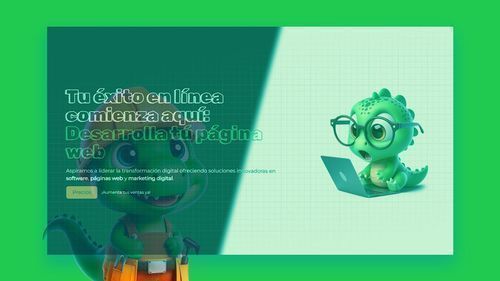 Tu éxito en línea
comienza aquí:
Desarrolla tu página
web
Aspiramos a liderar la transformación digital ofreciendo soluciones innovadoras en
software, páginas web y marketing digital.
Precios ¡Aumenta tus ventas ya!